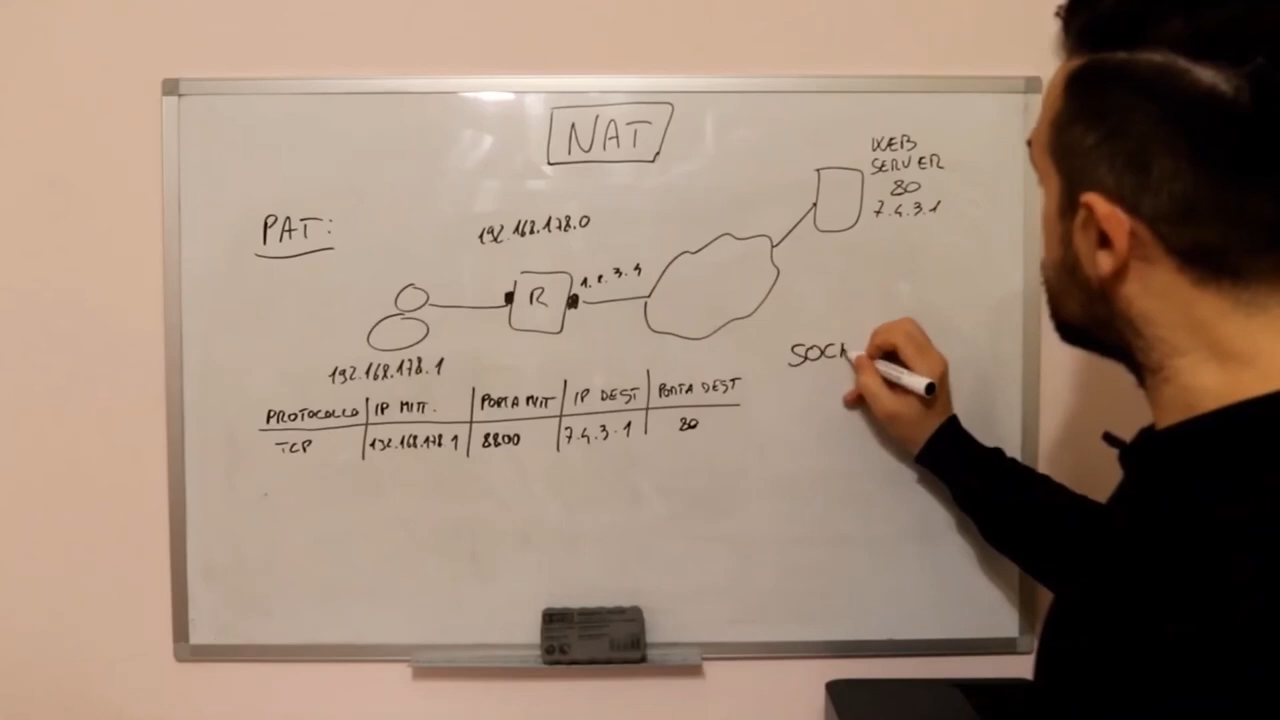 NAT
WEB
SERVER
80
7.4.3.1
PAT:
192.168.178.0
1.2.3.4
R
192.168.178.1
PROTOCOLLO IP MITT. PORTA MIT IP DEST PORTA DEST
TCP 192.168.178.1 8800 7.4.3.1 80
SOCK